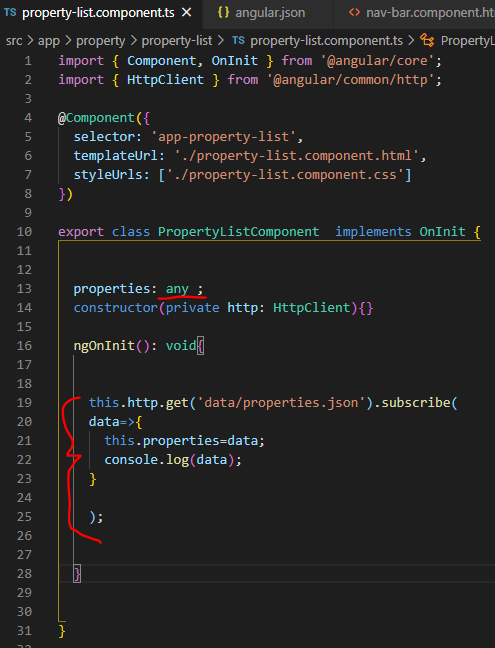 TS property-list.component.ts × {} angular.json <> nav-bar.component.ht
src > app > property > property-list > TS property-list.component.ts > PropertyL
1 import { Component, OnInit } from '@angular/core';
2 import { HttpClient } from '@angular/common/http';
3
4 @Component({
5 selector: 'app-property-list',
6 templateUrl: './property-list.component.html',
7 styleUrls: ['./property-list.component.css']
8 })
9
10 export class PropertyListComponent  implements OnInit {
11
12
13 properties: any ;
14 constructor(private http: HttpClient){}
15
16 ngOnInit(): void{
17
18
19 this.http.get('data/properties.json').subscribe(
20 data=>{
21 this.properties=data;
22 console.log(data);
23 }
24
25 );
26
27
28 }
29
30
31 }
32